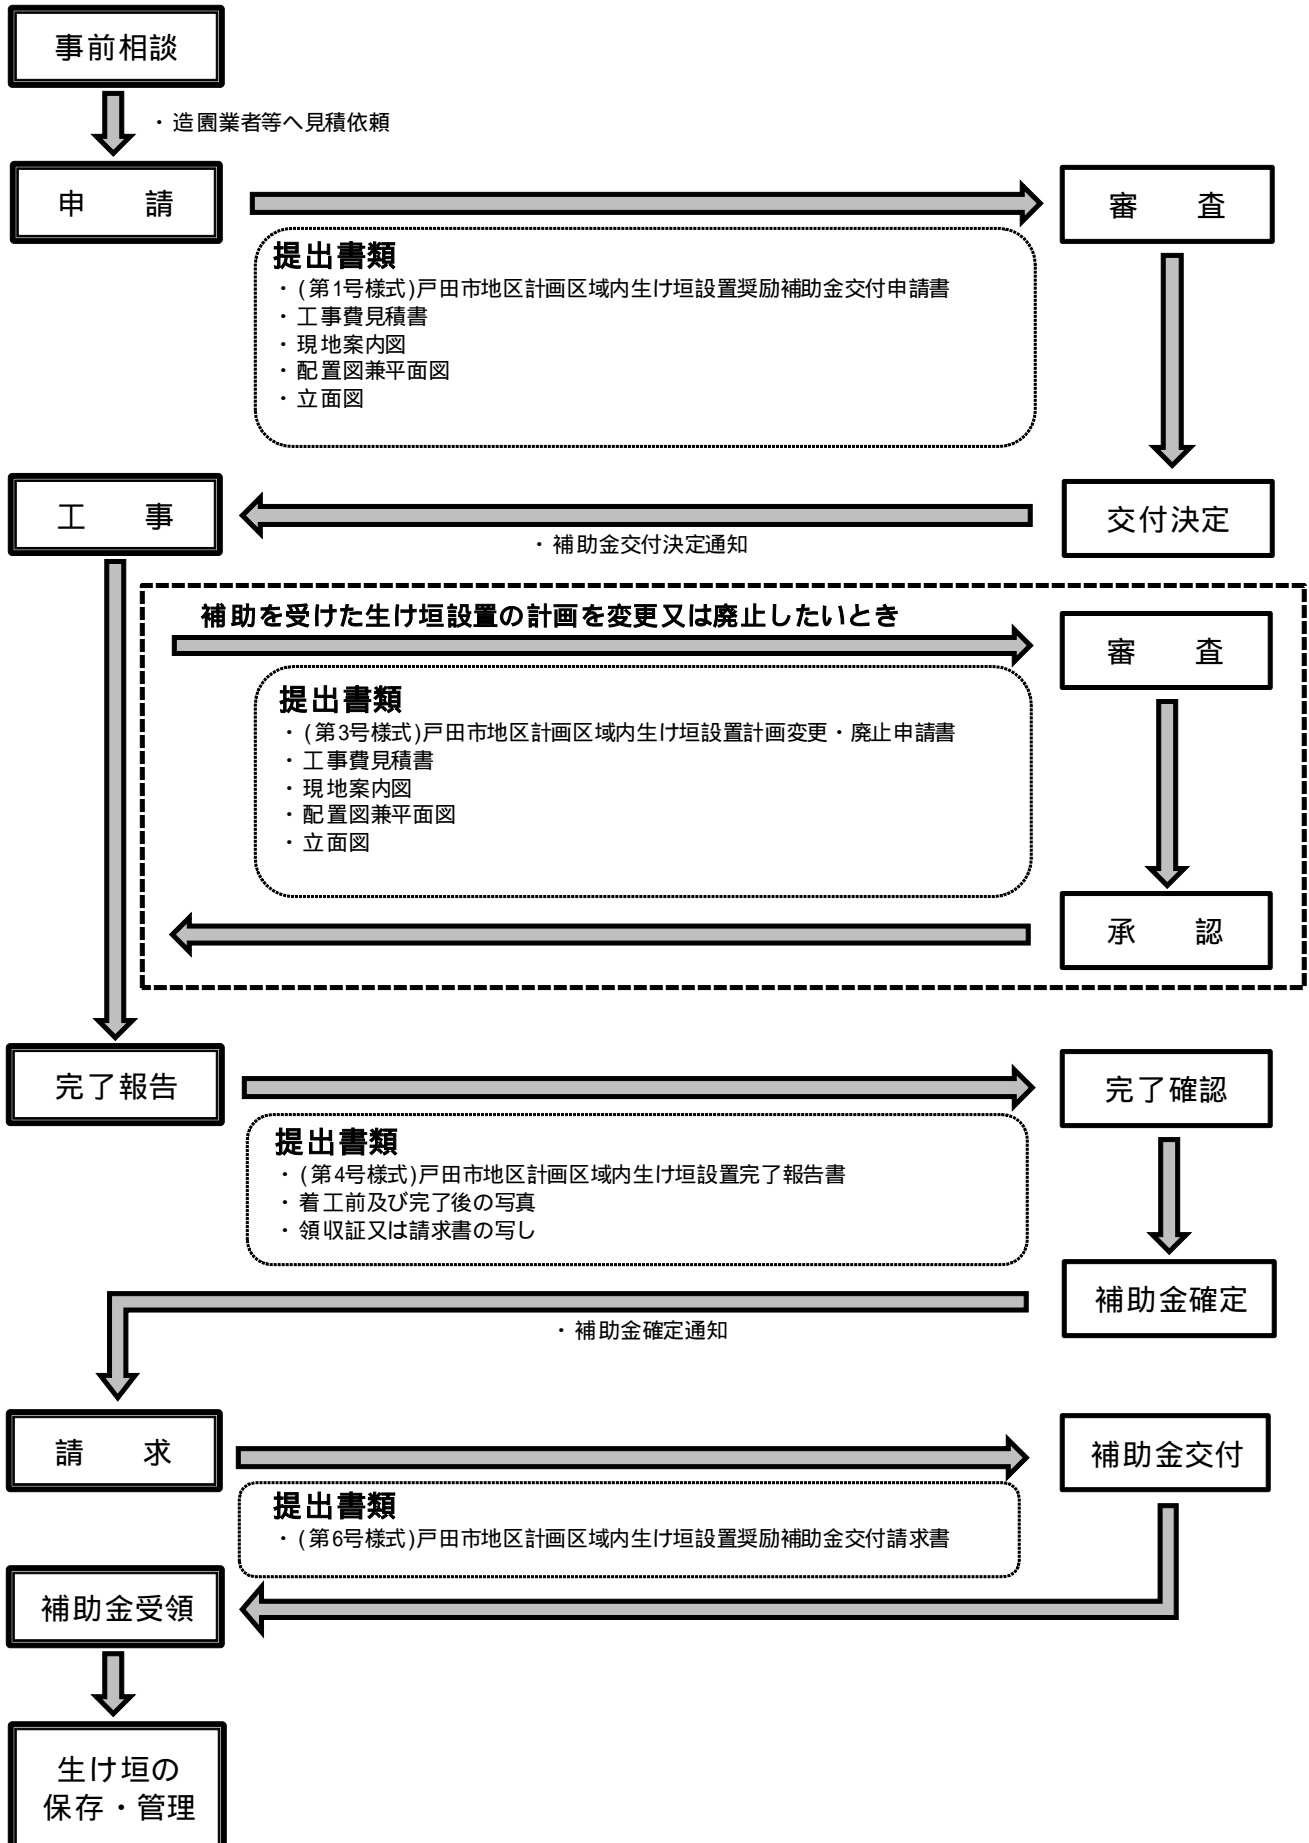 事前相談
・造園業者等へ見積依頼
申　請
審　査
提出書類
・(第1号様式)戸田市地区計画区域内生け垣設置奨励補助金交付申請書
・工事費見積書
・現地案内図
・配置図兼平面図
・立面図
工　事
交付決定
・補助金交付決定通知
補助を受けた生け垣設置の計画を変更又は廃止したいとき
審　査
提出書類
・(第3号様式)戸田市地区計画区域内生け垣設置計画変更・廃止申請書
・工事費見積書
・現地案内図
・配置図兼平面図
・立面図
承　認
完了報告
完了確認
提出書類
・(第4号様式)戸田市地区計画区域内生け垣設置完了報告書
・着工前及び完了後の写真
・領収証又は請求書の写し
補助金確定
・補助金確定通知
請　求
補助金交付
提出書類
・(第6号様式)戸田市地区計画区域内生け垣設置奨励補助金交付請求書
補助金受領
生け垣の
保存・管理